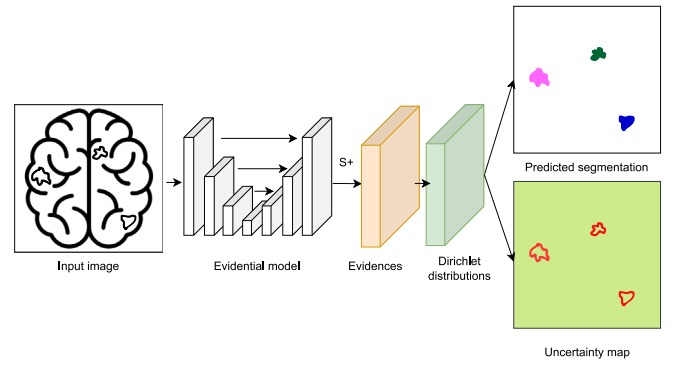 S+
Predicted segmentation
Input image
Evidential model
Evidences
Dirichlet
distributions
Uncertainty map